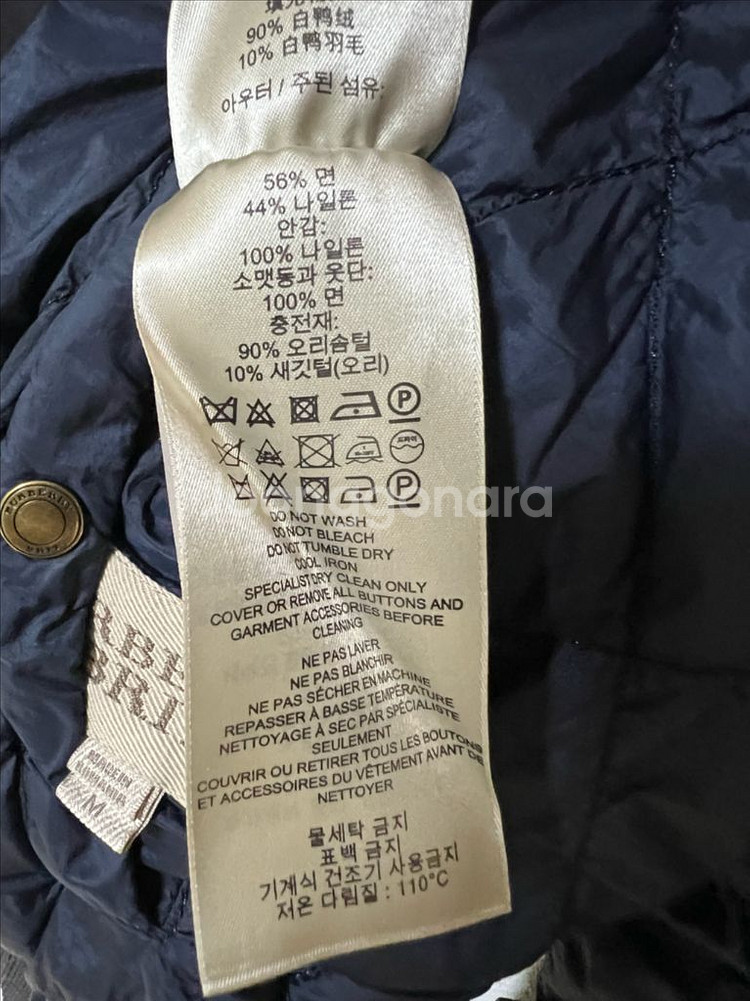 90% 白鸭绒
10% 白鸭羽毛
아우터 / 주된 섬유:
56% 면
44% 나일론
안감:
100% 나일론
소맷동과 옷단:
100% 면
충전재:
90% 오리솜털
10% 새깃털(오리)
P
P
joonggonara
DO NOT WASH
DO NOT BLEACH
DO NOT TUMBLE DRY
COOL IRON
SPECIALIST DRY CLEAN ONLY
COVER OR REMOVE ALL BUTTONS AND
GARMENT ACCESSORIES BEFORE
CLEANING
NE PAS LAVER
NE PAS BLANCHIR
NE PAS SÉCHER EN MACHINE
REPASSER À BASSE TEMPÉRATURE
NETTOYAGE À SEC PAR SPÉCIALISTE
SEULEMENT
COUVRIR OU RETIRER TOUS LES BOUTONS
ET ACCESSOIRES DU VÊTEMENT AVANT DE
NETTOYER
물세탁 금지
표백 금지
기계식 건조기 사용금지
저온 다림질 : 110°C
BURBERRY
BRIT
M